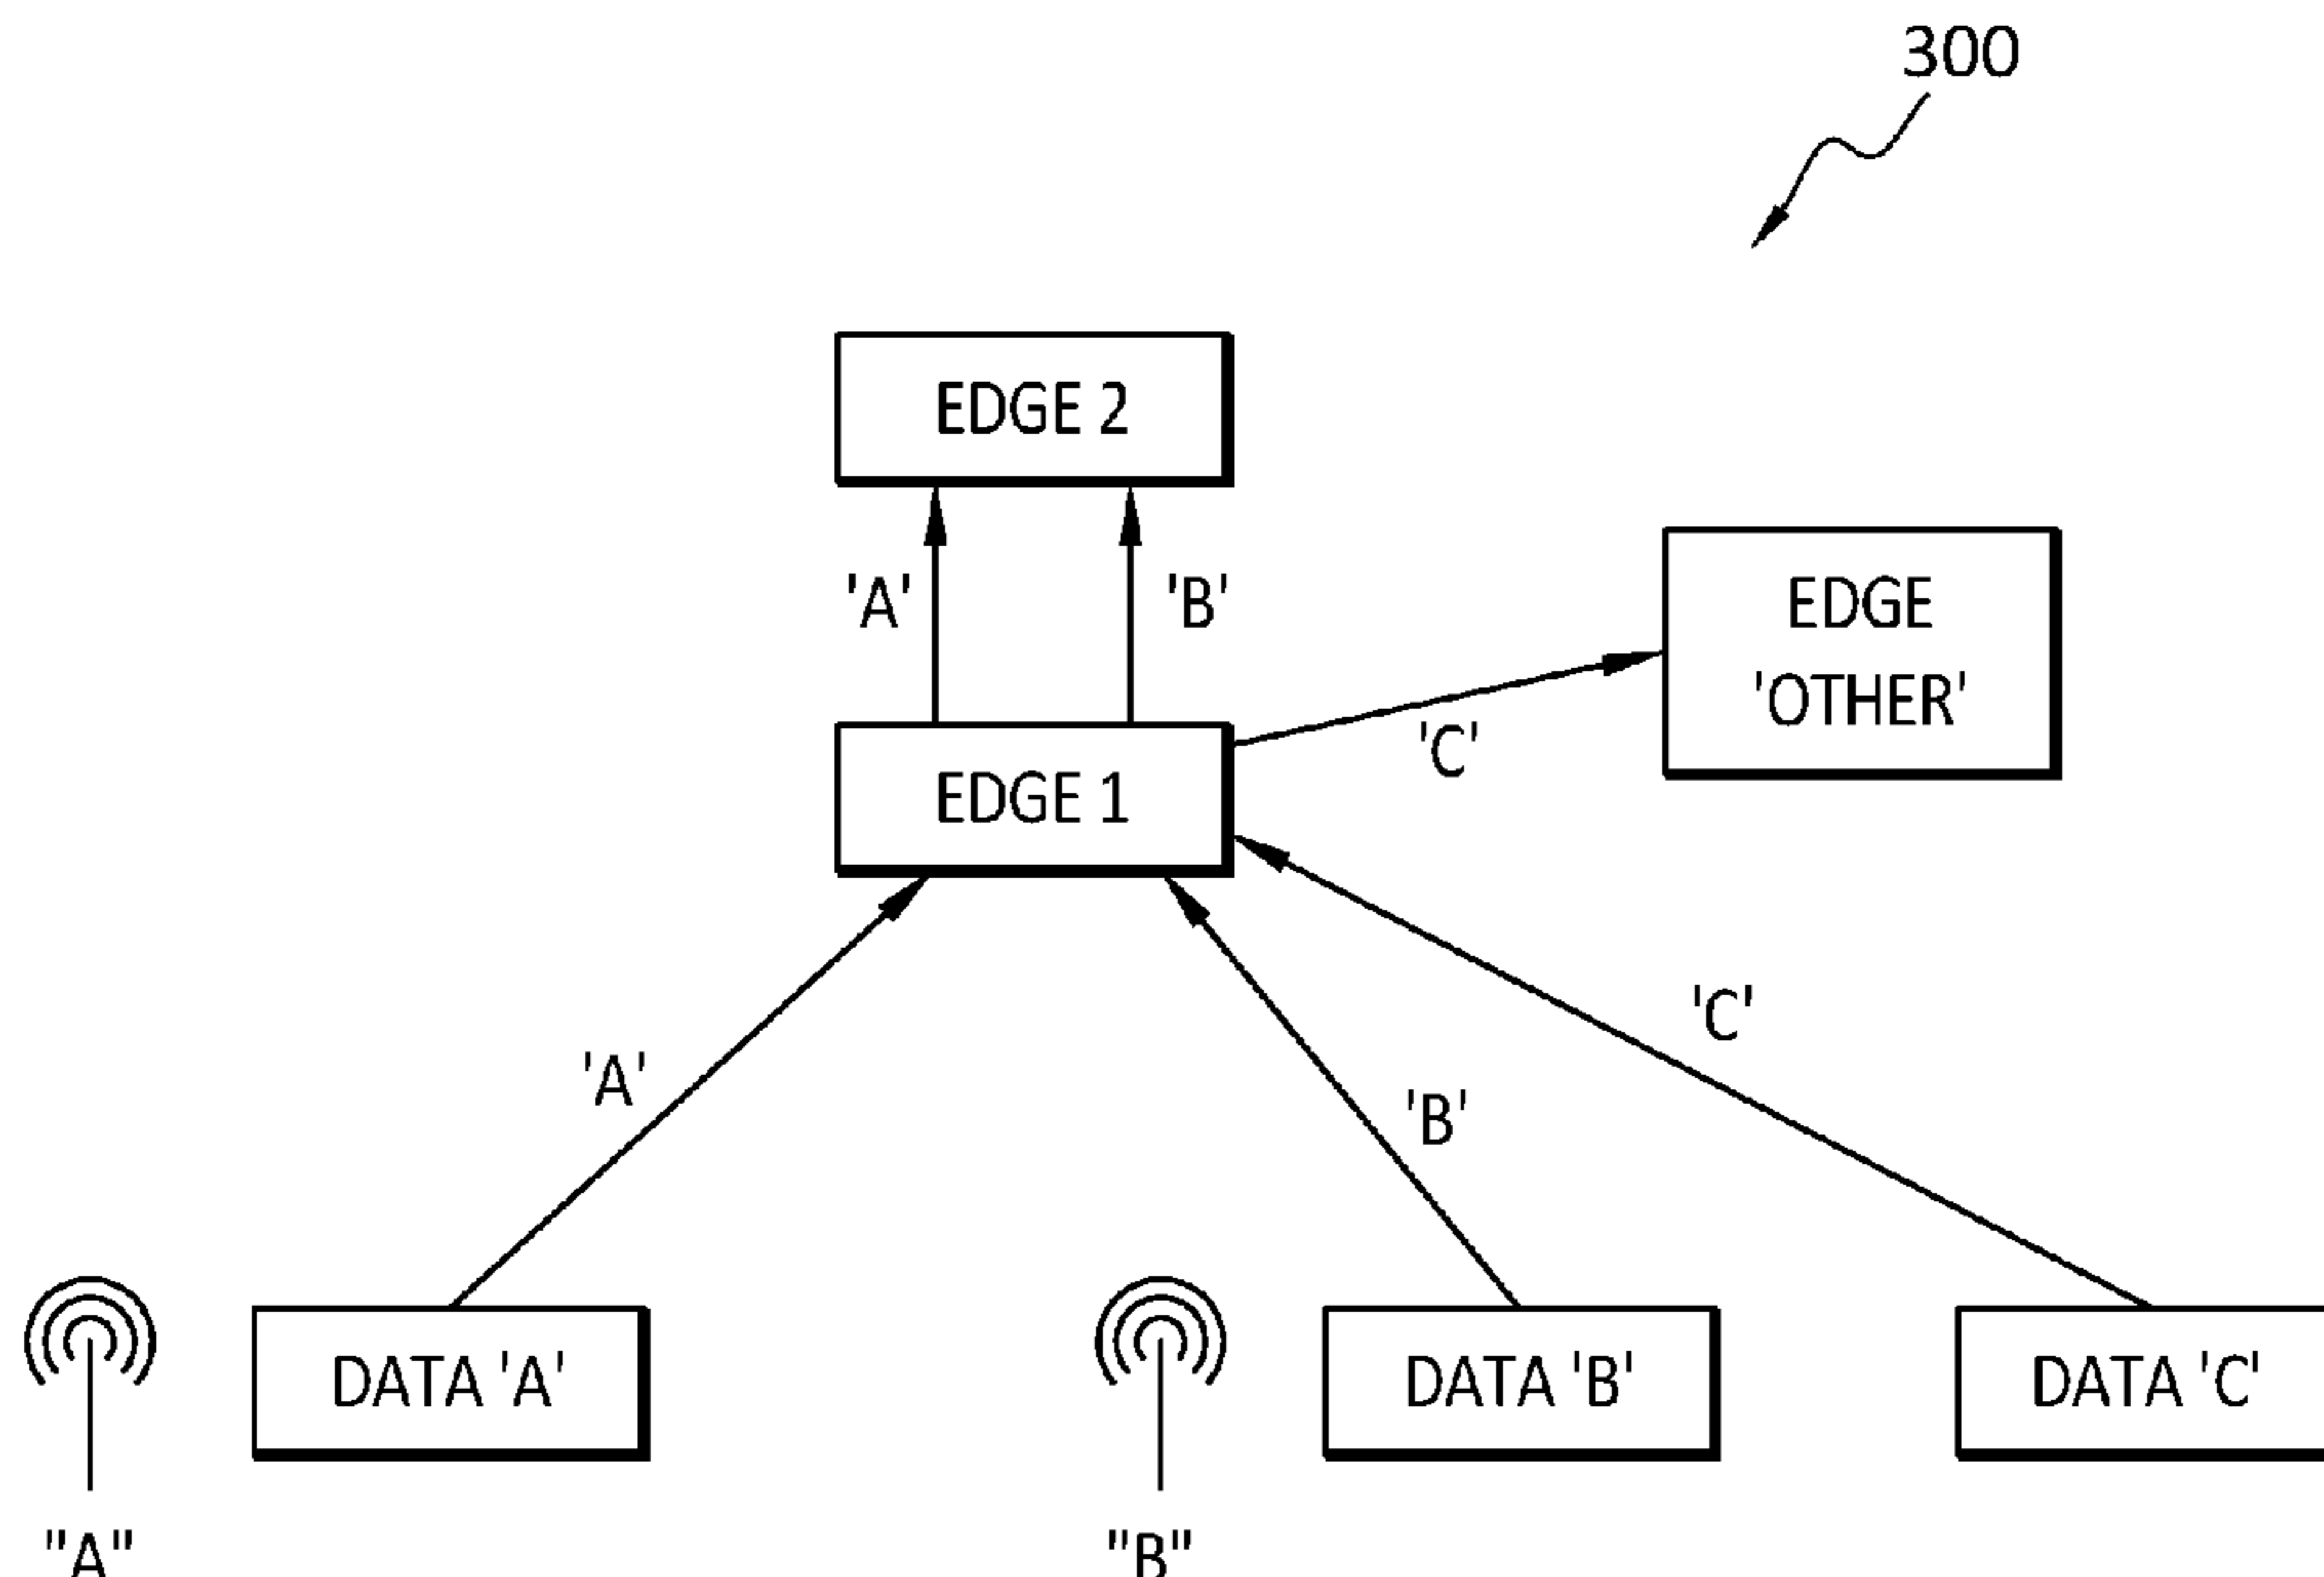 300
EDGE 2
'A'
'B'
EDGE
'OTHER'
'C'
EDGE 1
'C'
'A'
'B'
DATA 'A'
DATA 'B'
DATA 'C'
"A"
"B"